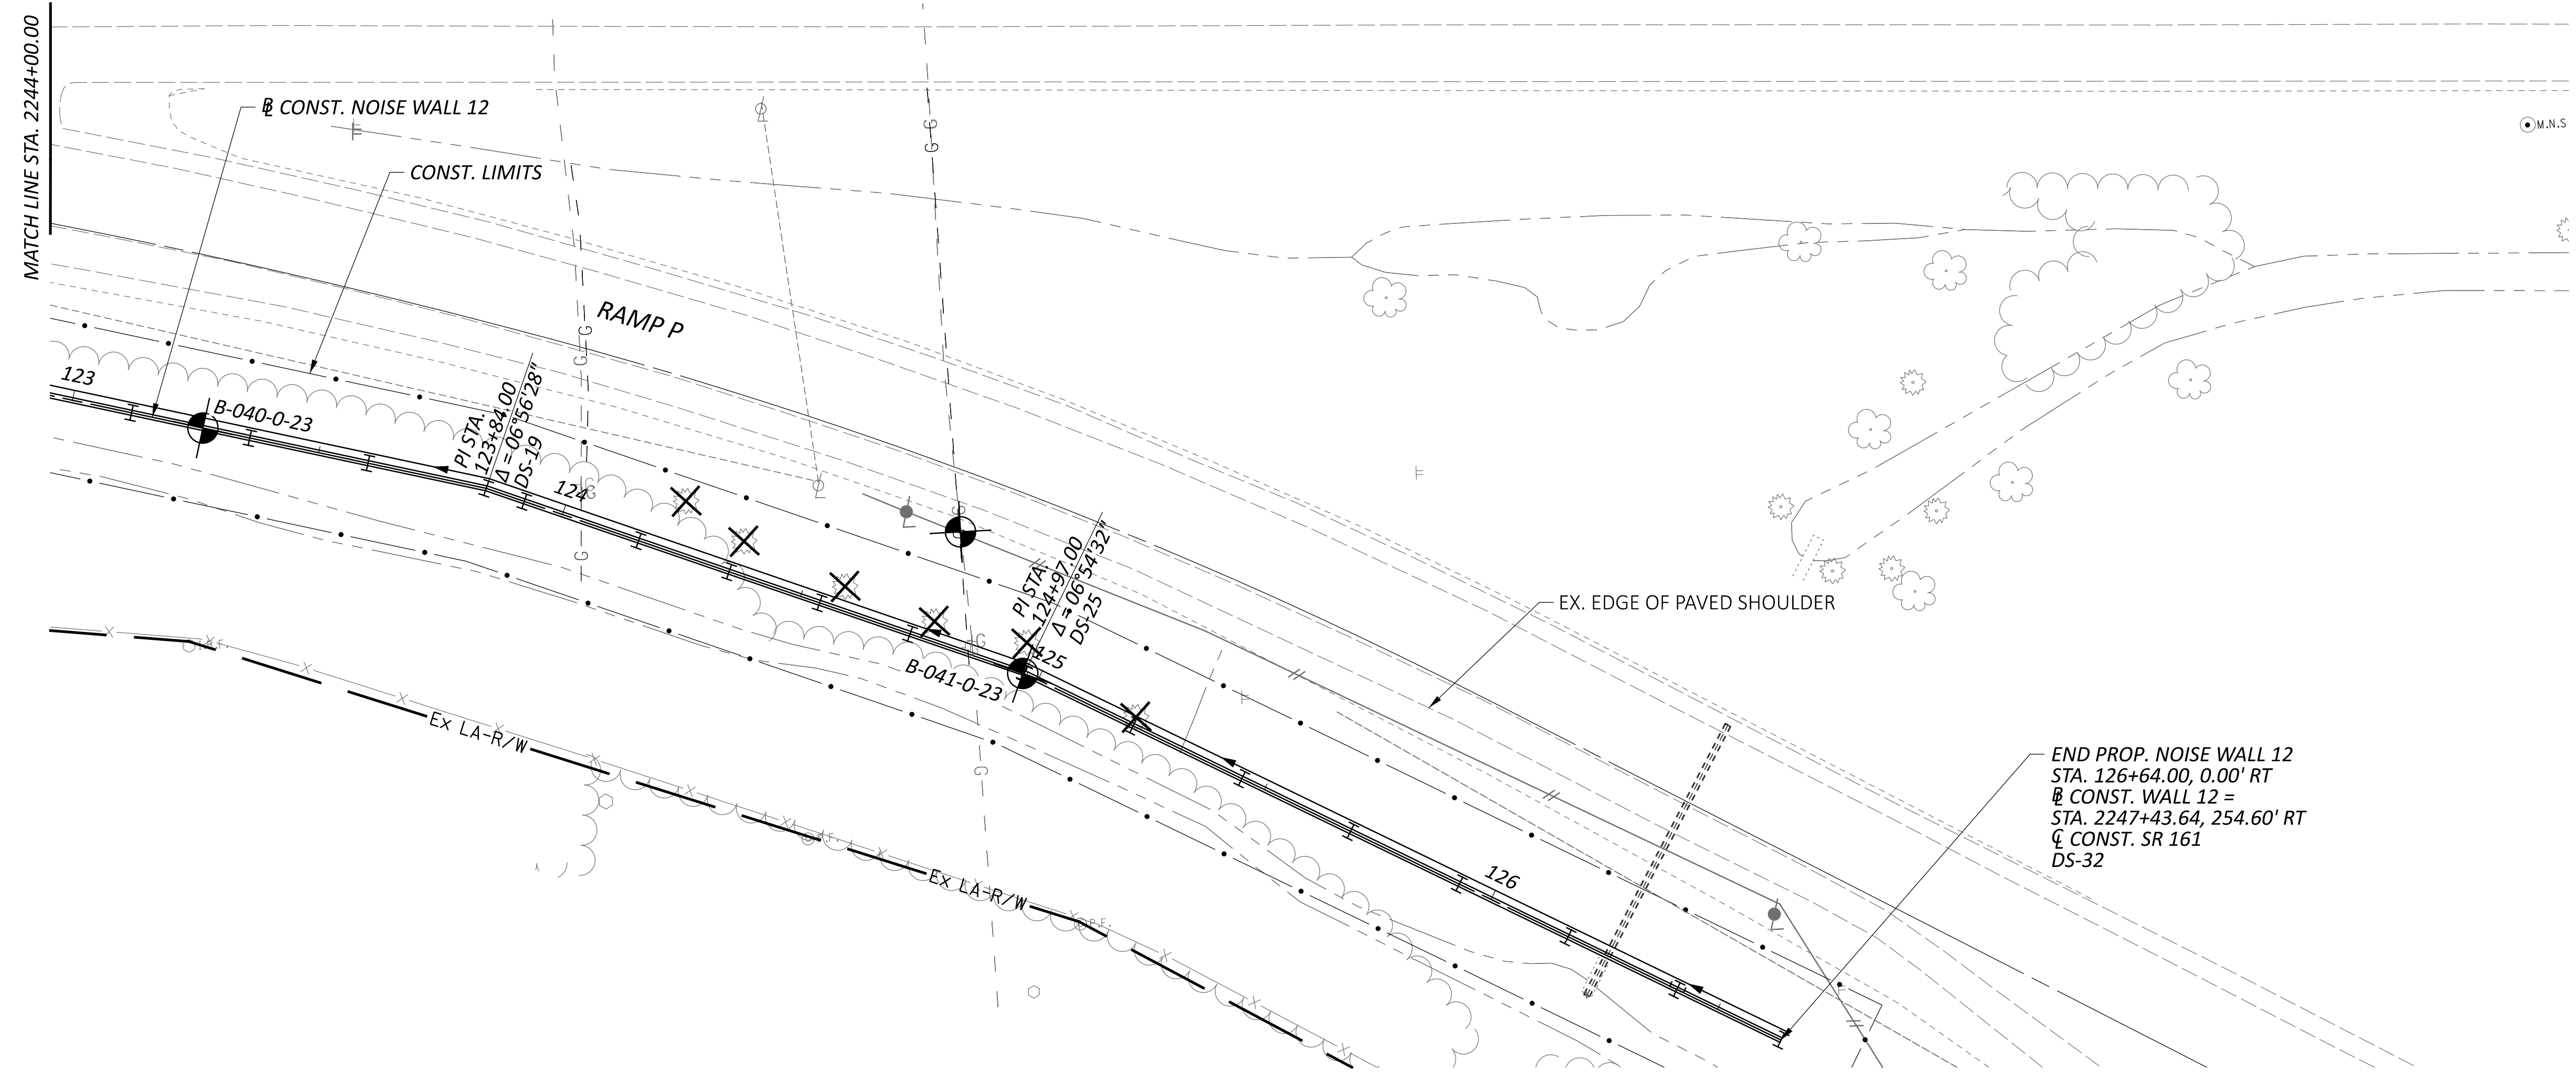 MATCH LINE STA. 2244+00.00
BL CONST. NOISE WALL 12
CONST. LIMITS
M.N.S
RAMP P
123
B-040-0-23
PI STA.
123+84.00
Δ = 06°56'28"
DS-19
124
G
G
G
G
G
G
G
G
G
G
G
PI STA.
124+97.00
Δ = 06°54'32"
DS-25
125
B-041-0-23
EX. EDGE OF PAVED SHOULDER
Ex LA-R/W
Ex LA-R/W
126
END PROP. NOISE WALL 12
STA. 126+64.00, 0.00' RT
BL CONST. WALL 12 =
STA. 2247+43.64, 254.60' RT
CL CONST. SR 161
DS-32